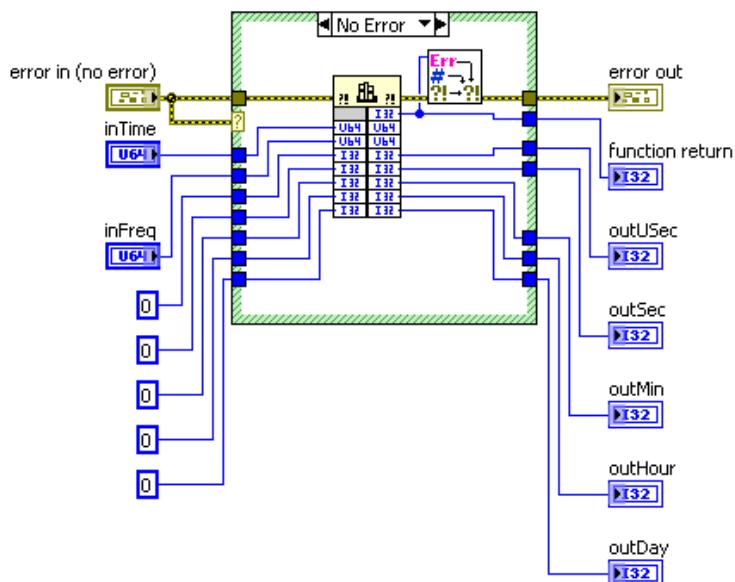 No Error
error in (no error)
error out
Err
#
?!→?!
?! ?!
?
I32
inTime
U64 U64
U64
U64 U64
function return
I32 I32
I32
I32 I32
I32 I32
inFreq
I32 I32
outUSec
U64
I32 I32
I32
I32 I32
0
outSec
I32
0
outMin
0
I32
0
outHour
0
I32
outDay
I32